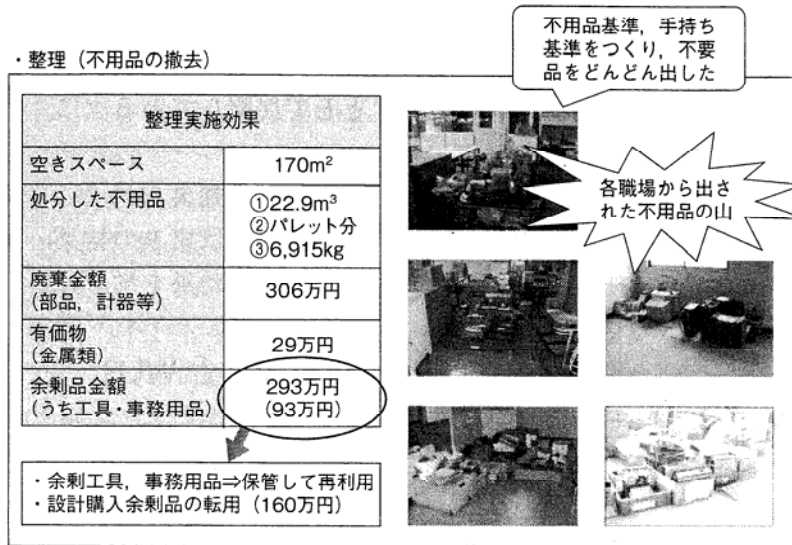 不用品基準，手持ち
基準をつくり，不要
品をどんどん出した
・整理（不用品の撤去）
整理実施効果
空きスペース 170m²
処分した不用品 ①22.9m³
②パレット分
③6,915kg
廃棄金額
（部品，計器等） 306万円
有価物
（金属類） 29万円
余剰品金額 293万円
（うち工具・事務用品） （93万円）
・余剰工具，事務用品⇒保管して再利用
・設計購入余剰品の転用（160万円）
各職場から出さ
れた不用品の山